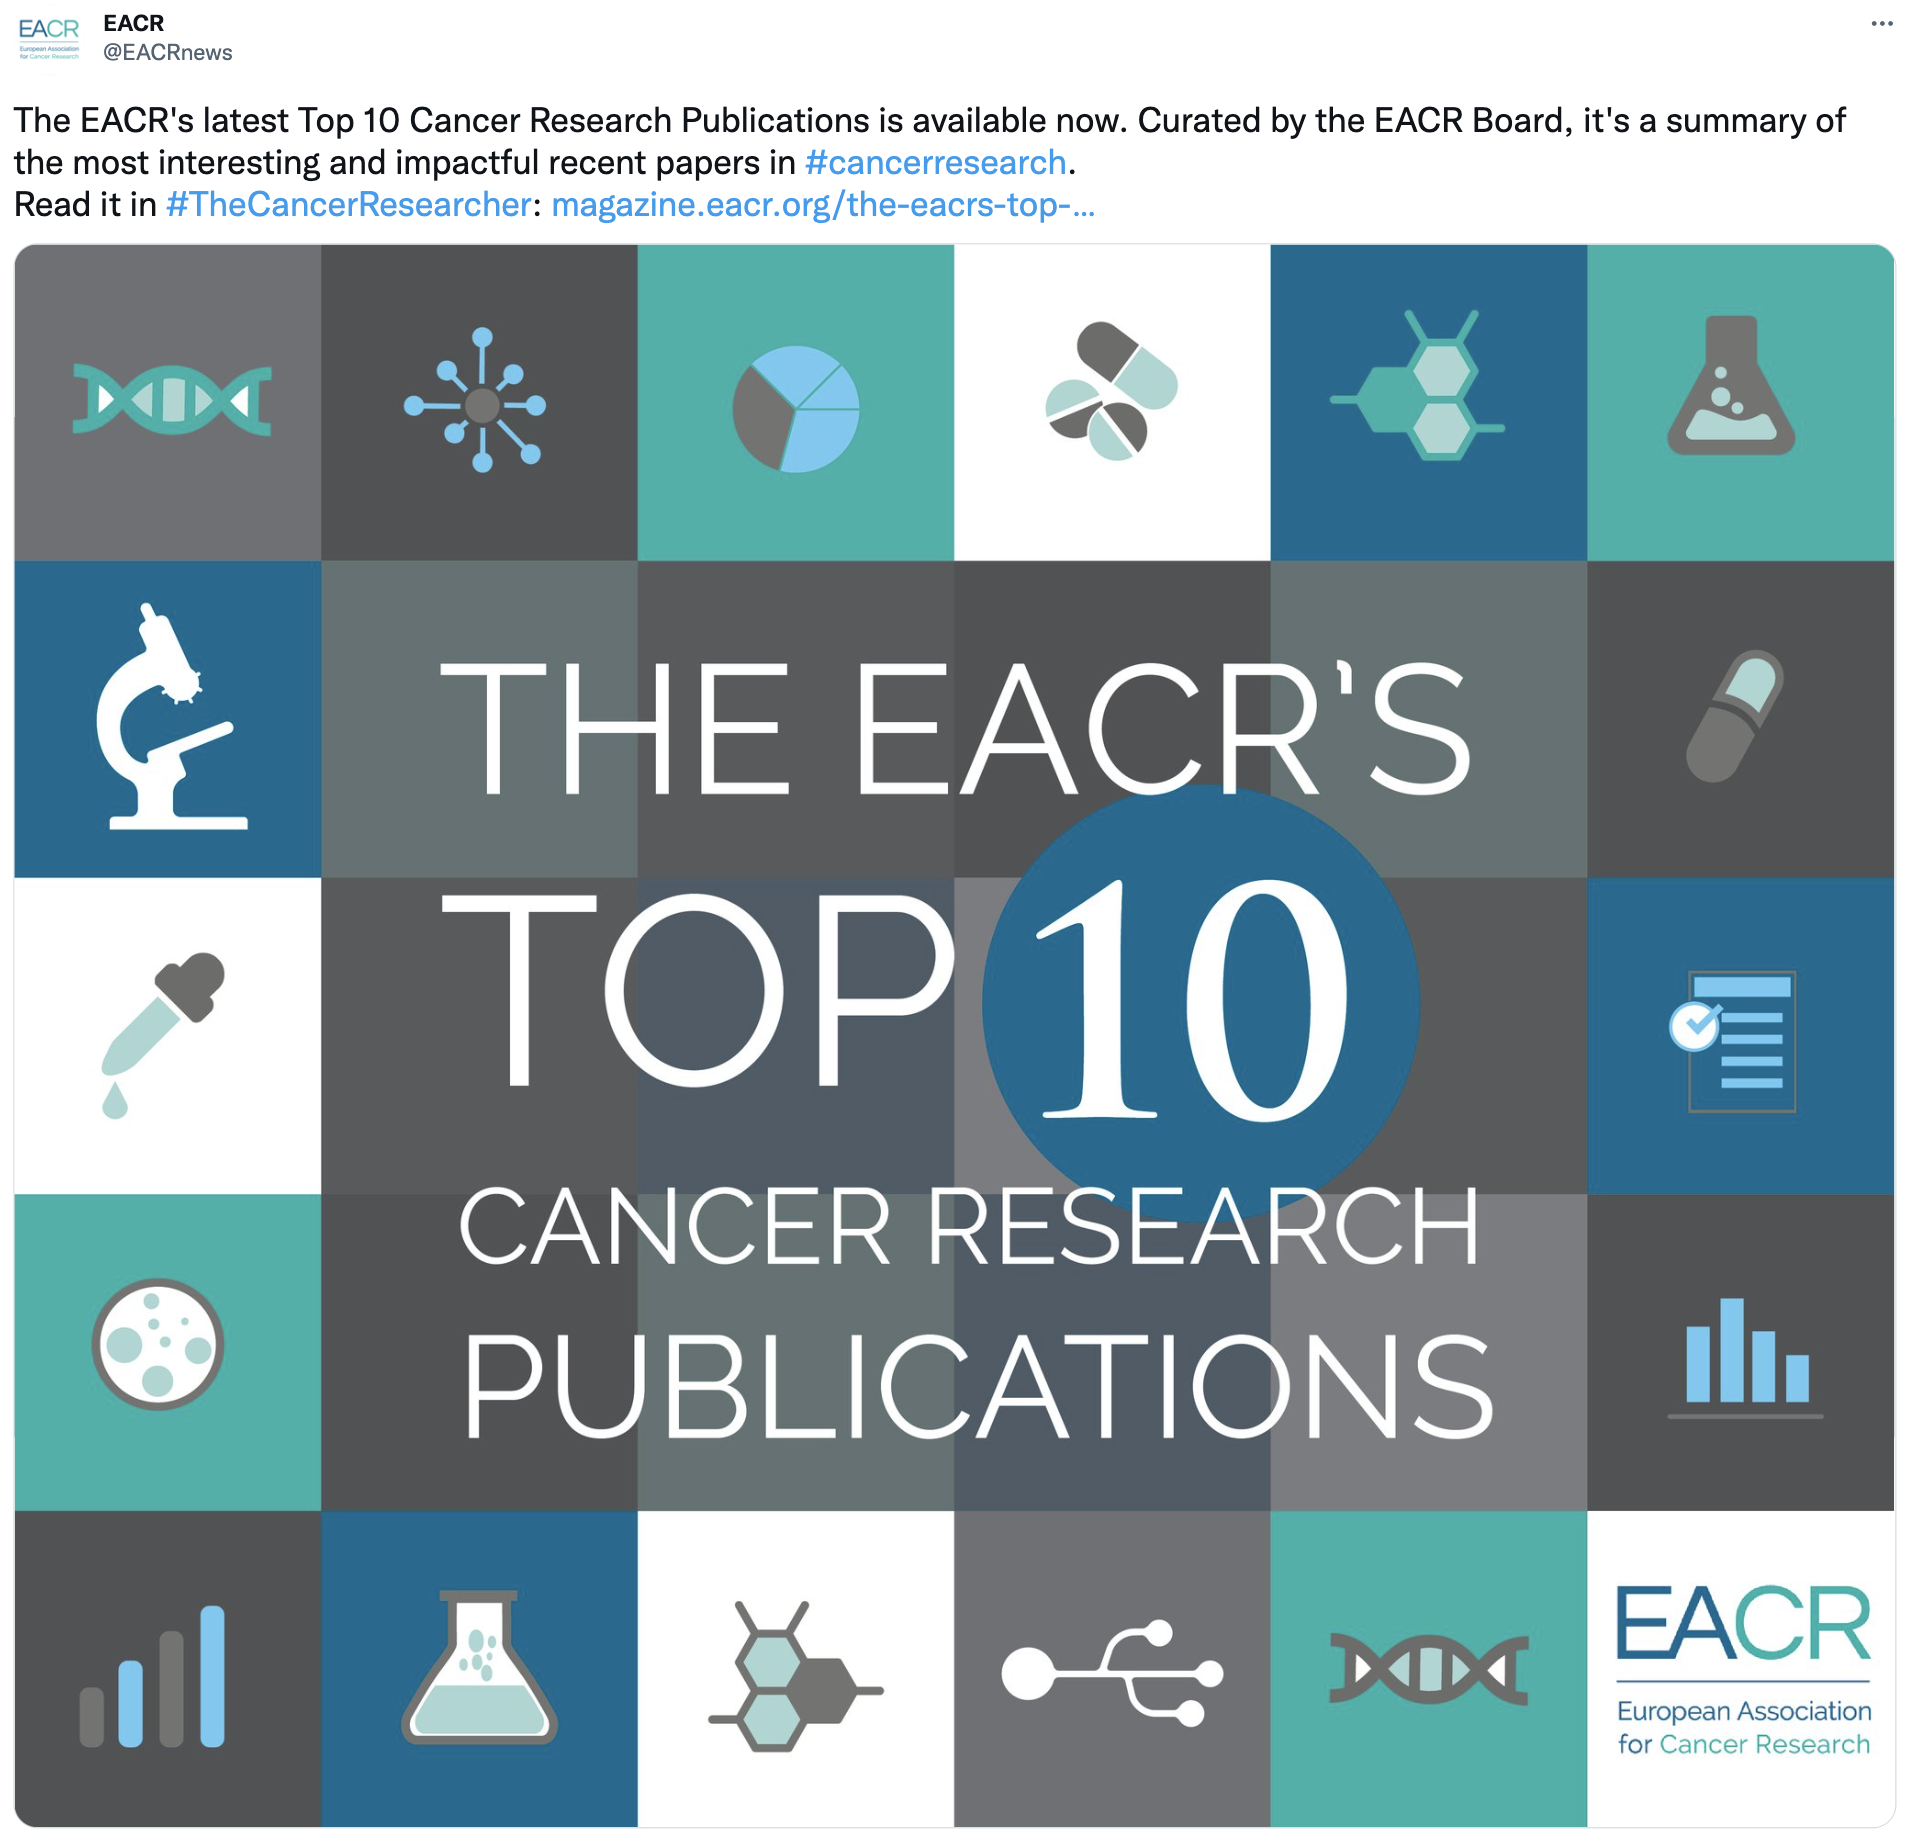 EACR
European Association
for Cancer Research
EACR
@EACRnews
The EACR's latest Top 10 Cancer Research Publications is available now. Curated by the EACR Board, it's a summary of
the most interesting and impactful recent papers in #cancerresearch.
Read it in #TheCancerResearcher: magazine.eacr.org/the-eacrs-top-...
THE EACR'S
TOP 10
CANCER RESEARCH
PUBLICATIONS
EACR
European Association
for Cancer Research